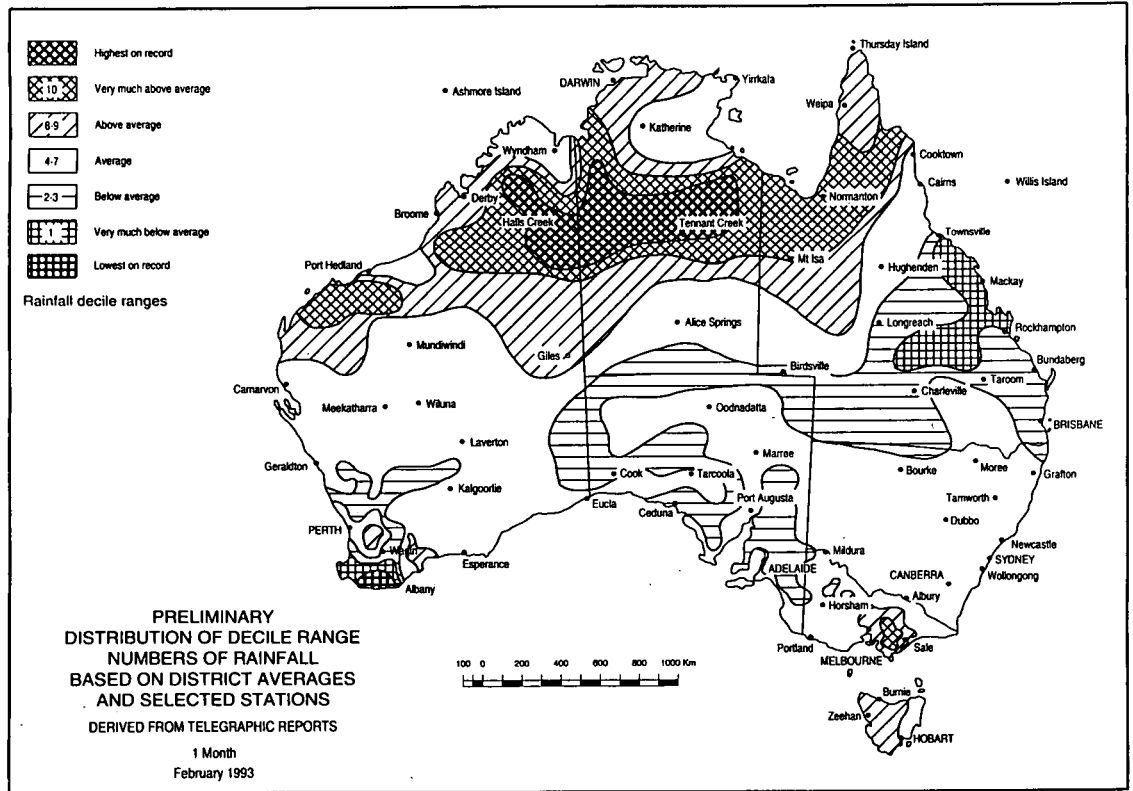 Highest on record
10 Very much above average
8·9 Above average
4·7 Average
2·3 Below average
1 Very much below average
Lowest on record
Rainfall decile ranges
Thursday Island
DARWIN
Yirrkala
Ashmore Island
Weipa
Katherine
Wyndham
Cooktown
Cairns
Willis Island
Derby
Normanton
Broome
Halls Creek
Tennant Creek
Townsville
Mt Isa
Hughenden
Port Hedland
Mackay
Alice Springs
Longreach
Rockhampton
Mundiwindi
Giles
Birdsville
Bundaberg
Taroom
Carnarvon
Charleville
Meekatharra
Wiluna
Oodnadatta
BRISBANE
Laverton
Marree
Geraldton
Cook
Tarcoola
Bourke
Moree
Grafton
Kalgoorlie
Eucla
Ceduna
Port Augusta
Tamworth
Dubbo
PERTH
Esperance
Mildura
Newcastle
SYDNEY
Wollongong
ADELAIDE
CANBERRA
Albany
Albury
Horsham
Portland
MELBOURNE
Sale
Burnie
Zeehan
HOBART
PRELIMINARY
DISTRIBUTION OF DECILE RANGE
NUMBERS OF RAINFALL
BASED ON DISTRICT AVERAGES
AND SELECTED STATIONS
DERIVED FROM TELEGRAPHIC REPORTS
1 Month
February 1993
100 0 200 400 600 800 1000 Km